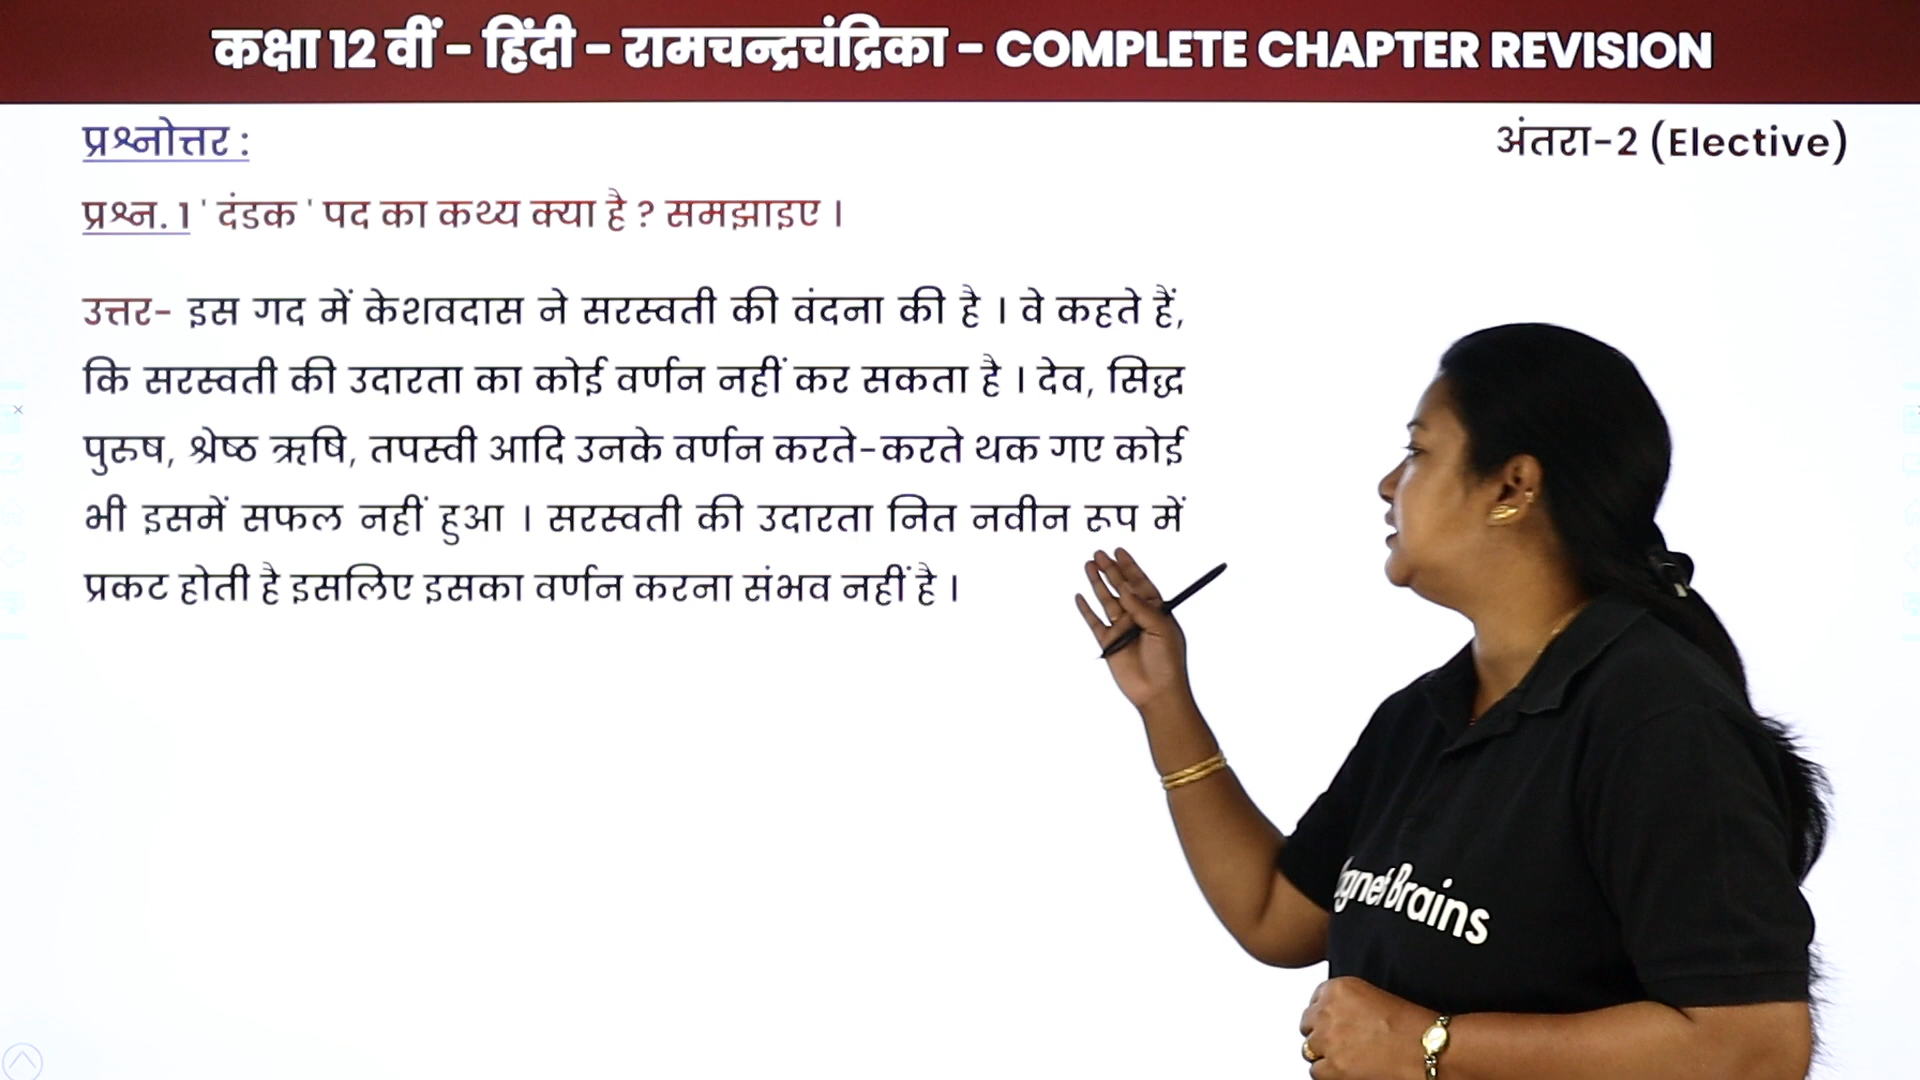 कक्षा 12 वीं - हिंदी - रामचन्द्रचंद्रिका - COMPLETE CHAPTER REVISION
प्रश्नोत्तर :
अंतरा-2 (Elective)
प्रश्न. 1 ' दंडक ' पद का कथ्य क्या है ? समझाइए ।
उत्तर- इस गद में केशवदास ने सरस्वती की वंदना की है । वे कहते हैं,
कि सरस्वती की उदारता का कोई वर्णन नहीं कर सकता है । देव, सिद्ध
पुरुष, श्रेष्ठ ऋषि, तपस्वी आदि उनके वर्णन करते-करते थक गए कोई
भी इसमें सफल नहीं हुआ । सरस्वती की उदारता नित नवीन रूप में
प्रकट होती है इसलिए इसका वर्णन करना संभव नहीं है ।
gnet Brains